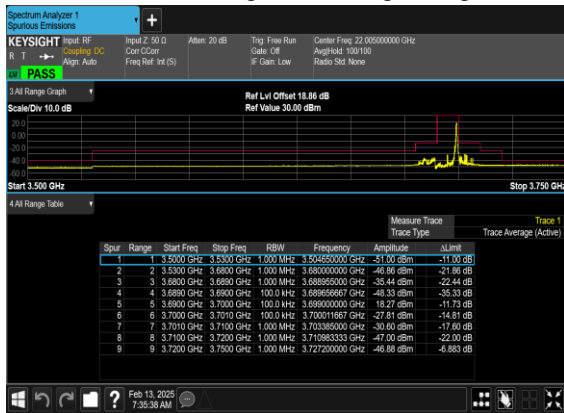 Spectrum Analyzer 1
Spurious Emissions
+
KEYSIGHT Input: RF Input Z: 50 Ω Atten: 20 dB Trig: Free Run Center Freq: 22.005000000 GHz
R T Coupling: DC Corr CCorr Gate: Off Avg|Hold: 100/100
Align: Auto Freq Ref: Int (S) IF Gain: Low Radio Std: None
PASS
3 All Range Graph
Ref Lvl Offset 18.86 dB
Scale/Div 10.0 dB Ref Value 30.00 dBm
20.0
0.00
-20.0
-40.0
-60.0
Start 3.500 GHz Stop 3.750 GHz
4 All Range Table
Measure Trace Trace 1
Trace Type Trace Average (Active)
Spur Range Start Freq Stop Freq RBW Frequency Amplitude ΔLimit
1 1 3.5000 GHz 3.5300 GHz 1.000 MHz 3.504650000 GHz -51.00 dBm -11.00 dB
2 2 3.5300 GHz 3.6800 GHz 1.000 MHz 3.680000000 GHz -46.86 dBm -21.86 dB
3 3 3.6800 GHz 3.6890 GHz 1.000 MHz 3.688955000 GHz -35.44 dBm -22.44 dB
4 4 3.6890 GHz 3.6900 GHz 100.0 kHz 3.689656667 GHz -48.33 dBm -35.33 dB
5 5 3.6900 GHz 3.7000 GHz 100.0 kHz 3.699000000 GHz 18.27 dBm -11.73 dB
6 6 3.7000 GHz 3.7010 GHz 100.0 kHz 3.700011667 GHz -27.81 dBm -14.81 dB
7 7 3.7010 GHz 3.7100 GHz 1.000 MHz 3.703385000 GHz -30.60 dBm -17.60 dB
8 8 3.7100 GHz 3.7200 GHz 1.000 MHz 3.710983333 GHz -47.00 dBm -22.00 dB
9 9 3.7200 GHz 3.7500 GHz 1.000 MHz 3.727200000 GHz -46.88 dBm -6.883 dB
? Feb 13, 2025
7:35:38 AM